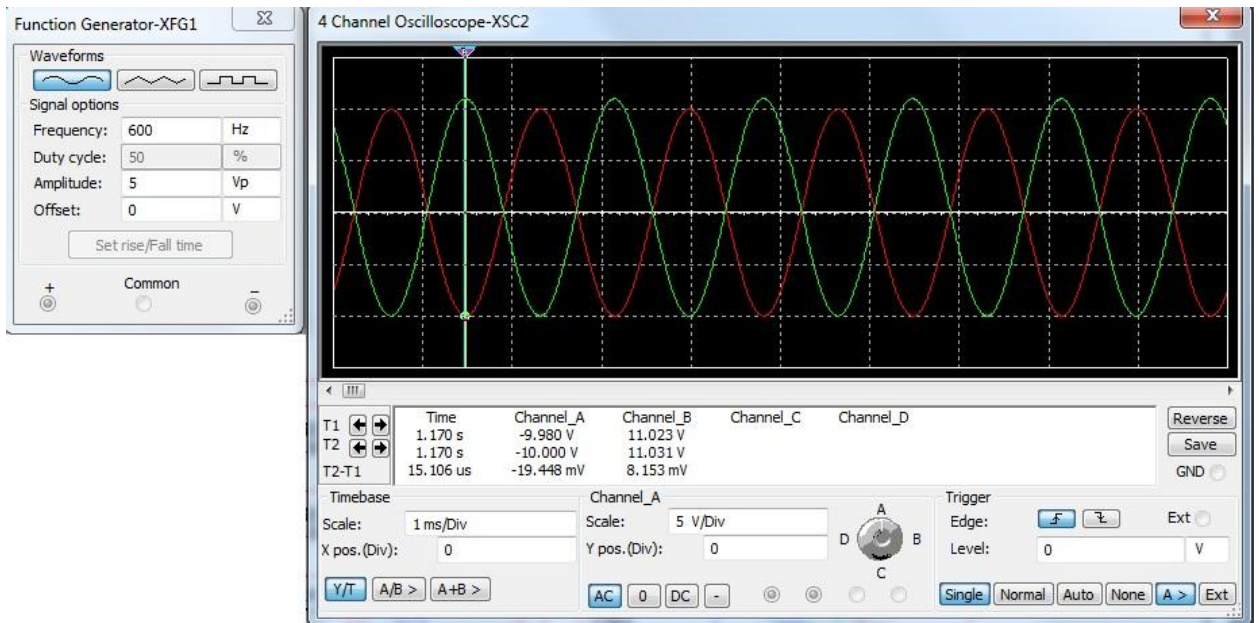 Function Generator-XFG1
Waveforms
Signal options
Frequency: 600 Hz
Duty cycle: 50 %
Amplitude: 5 Vp
Offset: 0 V
Set rise/Fall time
+ Common -
4 Channel Oscilloscope-XSC2
Time Channel_A Channel_B Channel_C Channel_D
T1 1.170 s -9.980 V 11.023 V
T2 1.170 s -10.000 V 11.031 V
T2-T1 15.106 us -19.448 mV 8.153 mV
Reverse
Save
GND
Timebase
Scale: 1 ms/Div
X pos.(Div): 0
Y/T A/B > A+B >
Channel_A
Scale: 5 V/Div
Y pos.(Div): 0
AC 0 DC -
A
D B
C
Trigger
Edge: Ext
Level: 0 V
Single Normal Auto None A > Ext